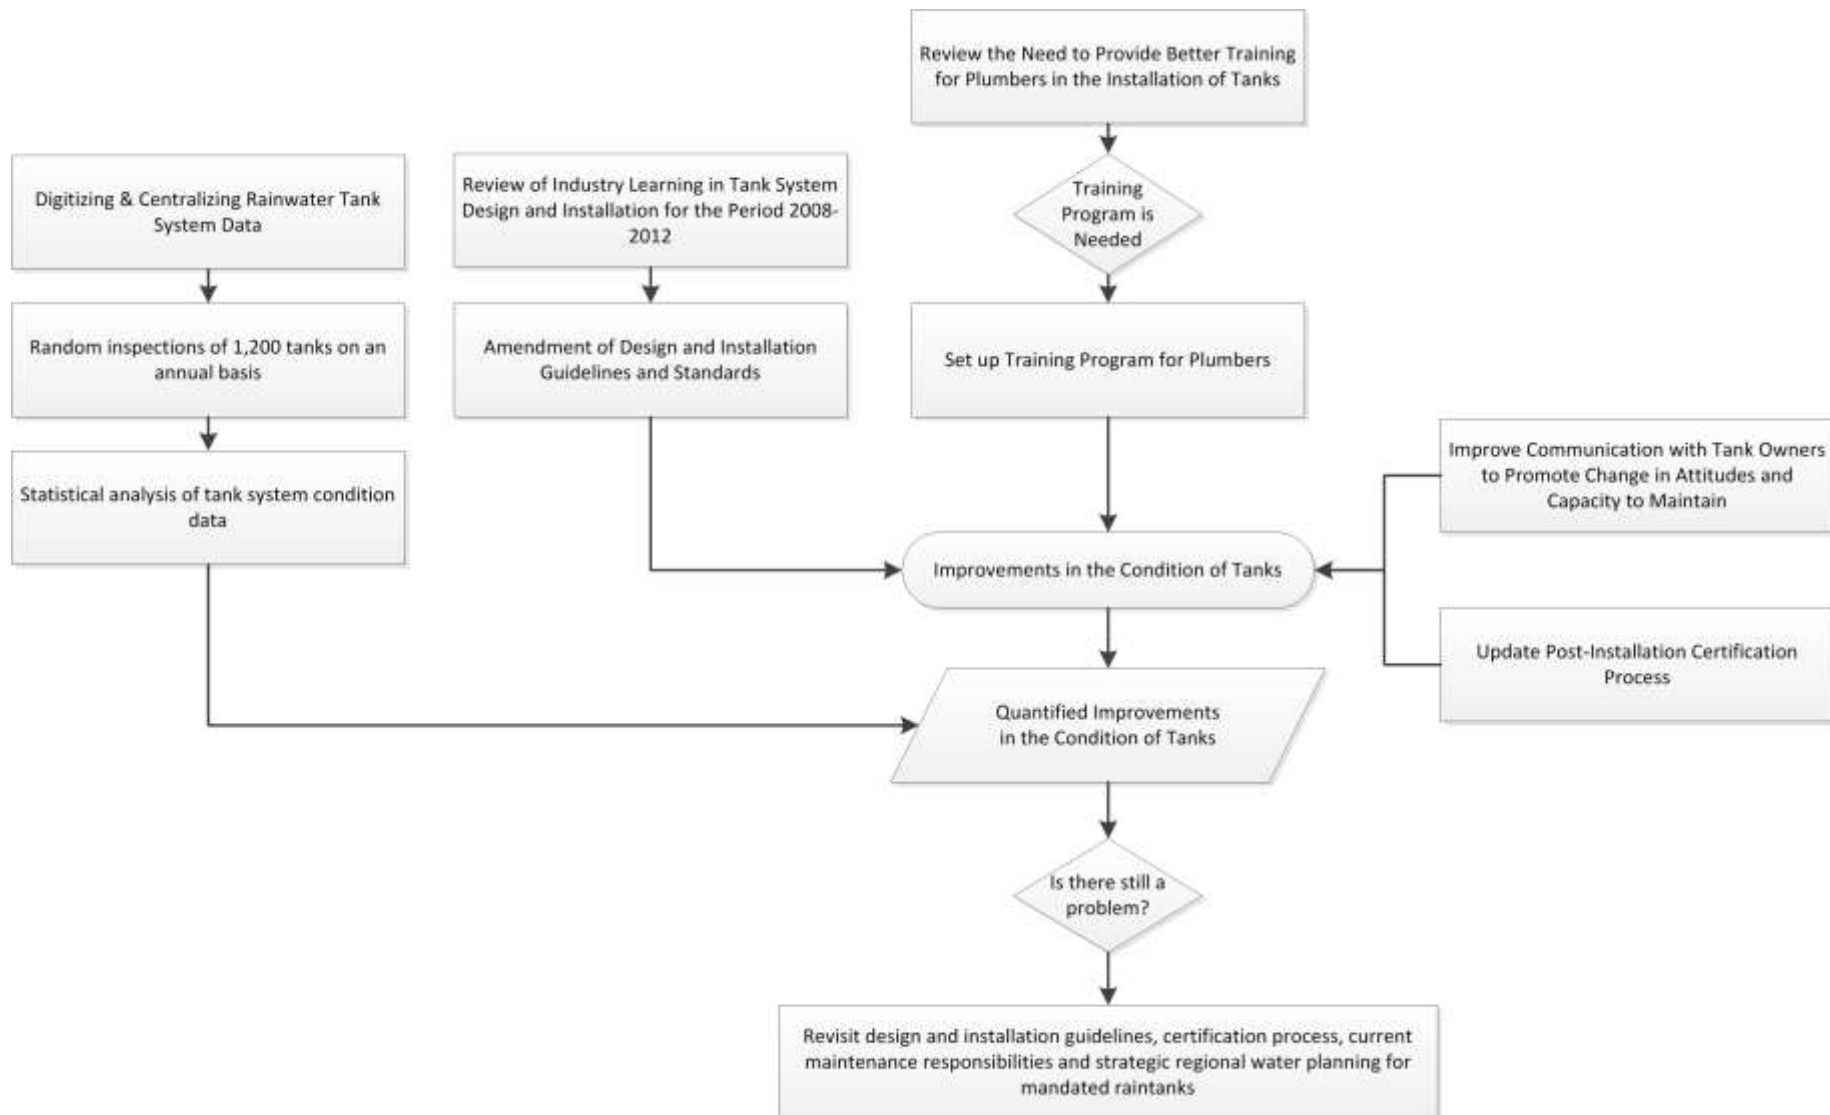 Review the Need to Provide Better Training
for Plumbers in the Installation of Tanks
Digitizing & Centralizing Rainwater Tank
System Data
Review of Industry Learning in Tank System
Design and Installation for the Period 2008-
2012
Training
Program is
Needed
Random inspections of 1,200 tanks on an
annual basis
Amendment of Design and Installation
Guidelines and Standards
Set up Training Program for Plumbers
Statistical analysis of tank system condition
data
Improve Communication with Tank Owners
to Promote Change in Attitudes and
Capacity to Maintain
Improvements in the Condition of Tanks
Update Post-Installation Certification
Process
Quantified Improvements
in the Condition of Tanks
Is there still a
problem?
Revisit design and installation guidelines, certification process, current
maintenance responsibilities and strategic regional water planning for
mandated raintanks